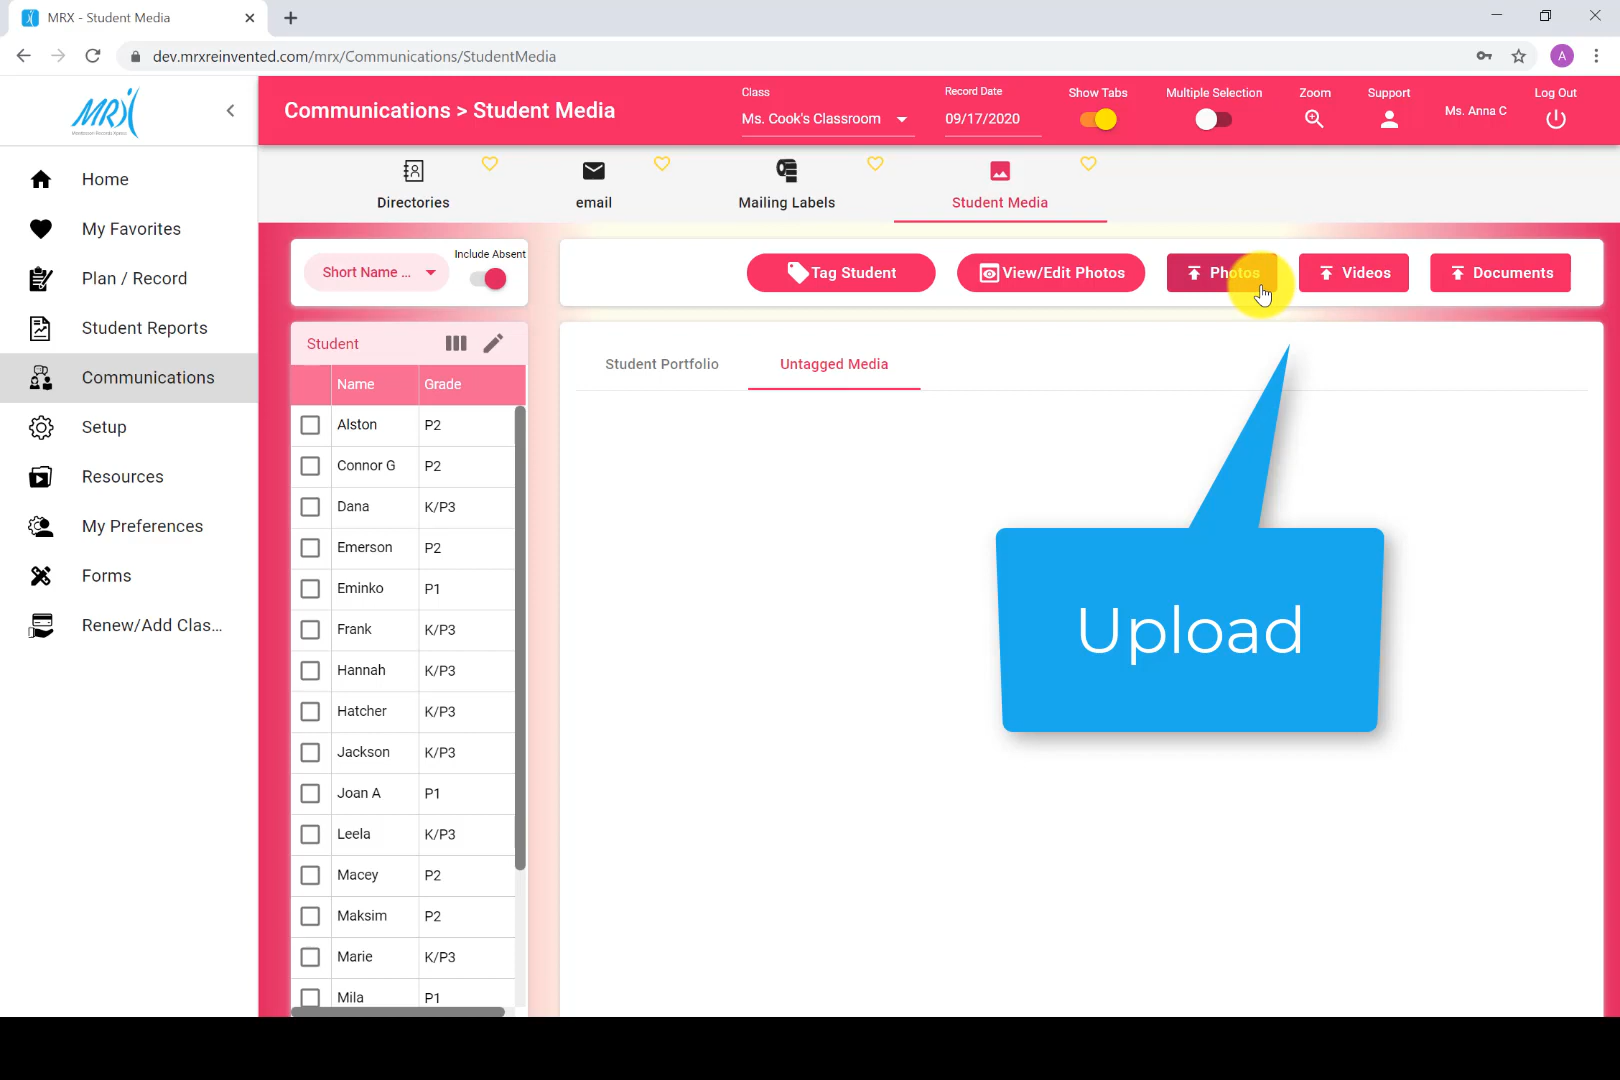 MRX - Student Media
dev.mrxreinvented.com/mrx/Communications/StudentMedia
A
MRX
Montessori Records Xpress
Communications > Student Media
Class
Ms. Cook's Classroom
Record Date
09/17/2020
Show Tabs
Multiple Selection
Zoom
Support
Ms. Anna C
Log Out
Home
My Favorites
Plan / Record
Student Reports
Communications
Setup
Resources
My Preferences
Forms
Renew/Add Clas...
Directories
email
Mailing Labels
Student Media
Short Name ...
Include Absent
Tag Student
View/Edit Photos
Photos
Videos
Documents
Student
Name Grade
Alston P2
Connor G P2
Dana K/P3
Emerson P2
Eminko P1
Frank K/P3
Hannah K/P3
Hatcher K/P3
Jackson K/P3
Joan A P1
Leela K/P3
Macey P2
Maksim P2
Marie K/P3
Mila P1
Student Portfolio
Untagged Media
Upload